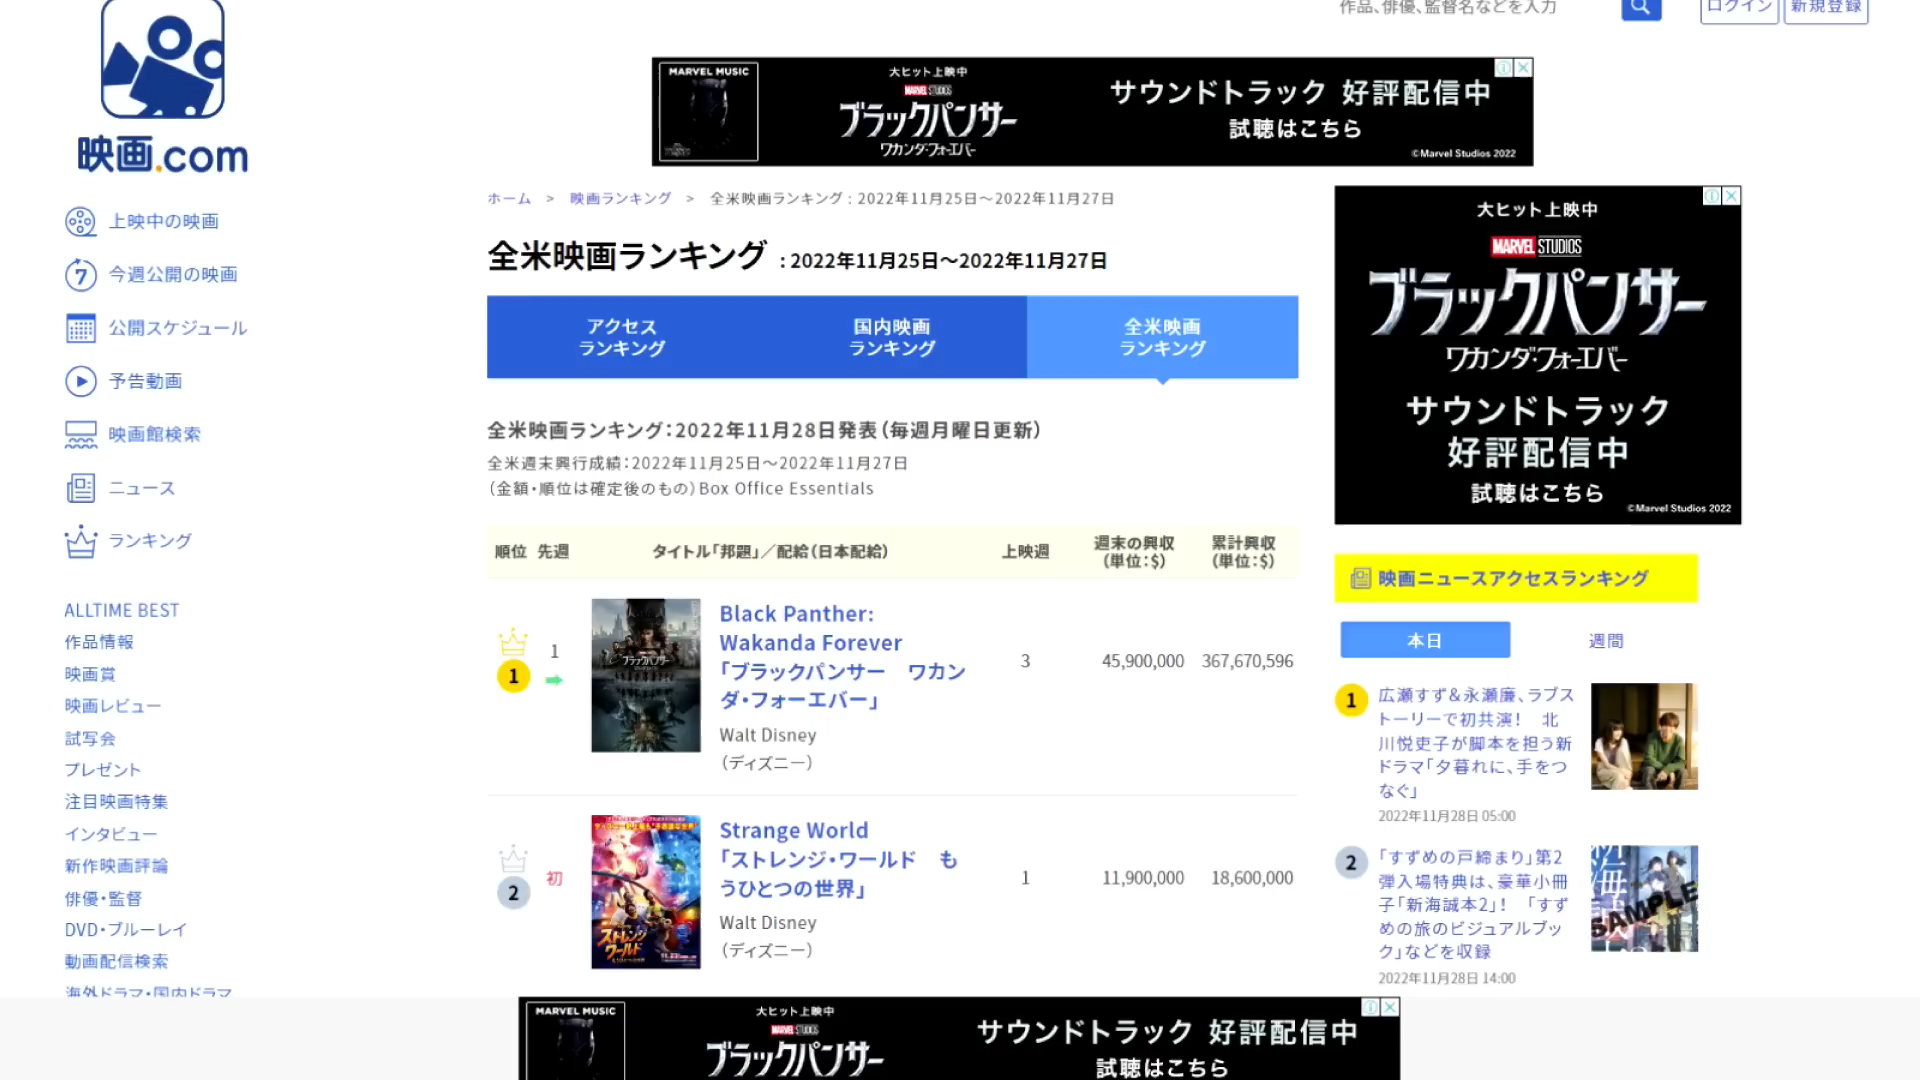 作品、俳優、監督名などを入力
ログイン
新規登録
映画.com
MARVEL MUSIC
大ヒット上映中
MARVEL STUDIOS
ブラックパンサー
ワカンダ・フォーエバー
サウンドトラック 好評配信中
試聴はこちら
©Marvel Studios 2022
上映中の映画
今週公開の映画
公開スケジュール
予告動画
映画館検索
ニュース
ランキング
ALLTIME BEST
作品情報
映画賞
映画レビュー
試写会
プレゼント
注目映画特集
インタビュー
新作映画評論
俳優・監督
DVD・ブルーレイ
動画配信検索
海外ドラマ・国内ドラマ
ホーム > 映画ランキング > 全米映画ランキング : 2022年11月25日～2022年11月27日
全米映画ランキング : 2022年11月25日～2022年11月27日
アクセス
ランキング
国内映画
ランキング
全米映画
ランキング
全米映画ランキング：2022年11月28日発表（毎週月曜日更新）
全米週末興行成績：2022年11月25日～2022年11月27日
（金額・順位は確定後のもの）Box Office Essentials
順位 先週 タイトル「邦題」／配給（日本配給） 上映週 週末の興収（単位：$） 累計興収（単位：$）
1 1
ブラックパンサー
Black Panther:
Wakanda Forever
「ブラックパンサー　ワカン
ダ・フォーエバー」
Walt Disney
（ディズニー）
3 45,900,000 367,670,596
2 初
ストレンジ
ワールド
Strange World
「ストレンジ・ワールド　も
うひとつの世界」
Walt Disney
（ディズニー）
1 11,900,000 18,600,000
大ヒット上映中
MARVEL STUDIOS
ブラックパンサー
ワカンダ・フォーエバー
サウンドトラック
好評配信中
試聴はこちら
©Marvel Studios 2022
映画ニュースアクセスランキング
本日
週間
1
広瀬すず＆永瀬廉、ラブス
トーリーで初共演！　北
川悦吏子が脚本を担う新
ドラマ「夕暮れに、手をつ
なぐ」
2022年11月28日 05:00
2
「すずめの戸締まり」第2
弾入場特典は、豪華小冊
子「新海誠本2」！　「すず
めの旅のビジュアルブッ
ク」などを収録
2022年11月28日 14:00
SAMPLE
MARVEL MUSIC
大ヒット上映中
MARVEL STUDIOS
ブラックパンサー
サウンドトラック 好評配信中
試聴はこちら